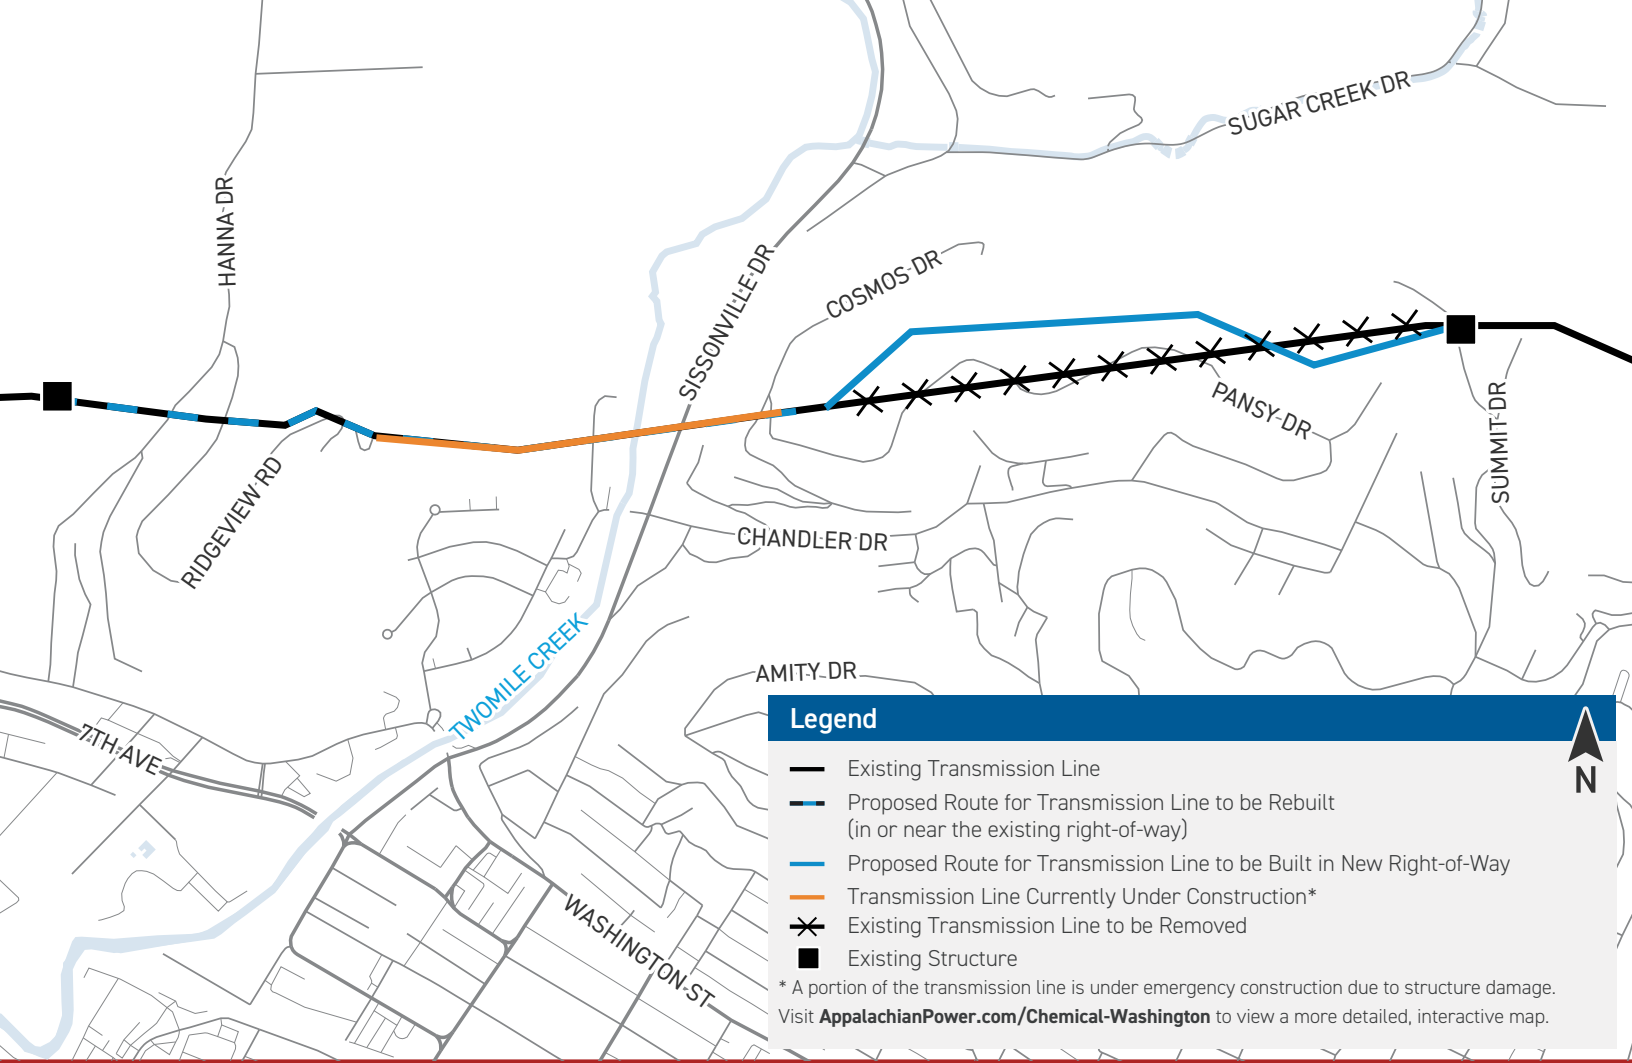 SUGAR CREEK DR
HANNA DR
SISSONVILLE DR
COSMOS DR
PANSY DR
SUMMIT DR
RIDGEVIEW RD
CHANDLER DR
TWOMILE CREEK
AMITY DR
7TH AVE
WASHINGTON ST
Legend
N
Existing Transmission Line
Proposed Route for Transmission Line to be Rebuilt
(in or near the existing right-of-way)
Proposed Route for Transmission Line to be Built in New Right-of-Way
Transmission Line Currently Under Construction*
Existing Transmission Line to be Removed
Existing Structure
* A portion of the transmission line is under emergency construction due to structure damage.
Visit AppalachianPower.com/Chemical-Washington to view a more detailed, interactive map.